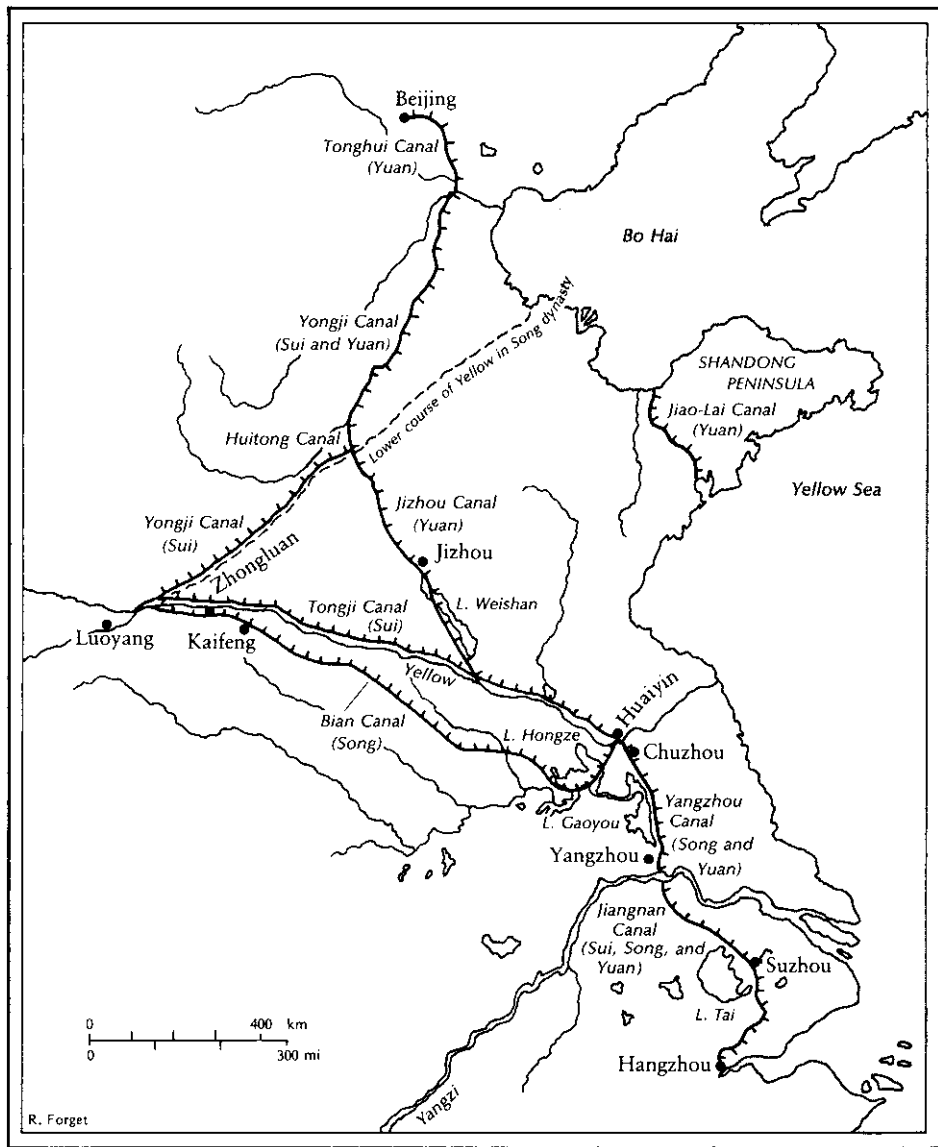 Beijing
Tonghui Canal
(Yuan)
Bo Hai
Yongji Canal
(Sui and Yuan)
Lower course of Yellow in Song dynasty
SHANDONG
PENINSULA
Jiao-Lai Canal
(Yuan)
Huitong Canal
Yellow Sea
Jizhou Canal
(Yuan)
Yongji Canal
(Sui)
Zhongluan
Jizhou
L. Weishan
Tongji Canal
(Sui)
Luoyang
Kaifeng
Yellow
Huaiyin
Bian Canal
(Song)
L. Hongze
Chuzhou
L. Gaoyou
Yangzhou
Canal
(Song and
Yuan)
Yangzhou
Jiangnan
Canal
(Sui, Song, and
Yuan)
Suzhou
L. Tai
0 400 km
0 300 mi
Hangzhou
Yangzi
R. Forget